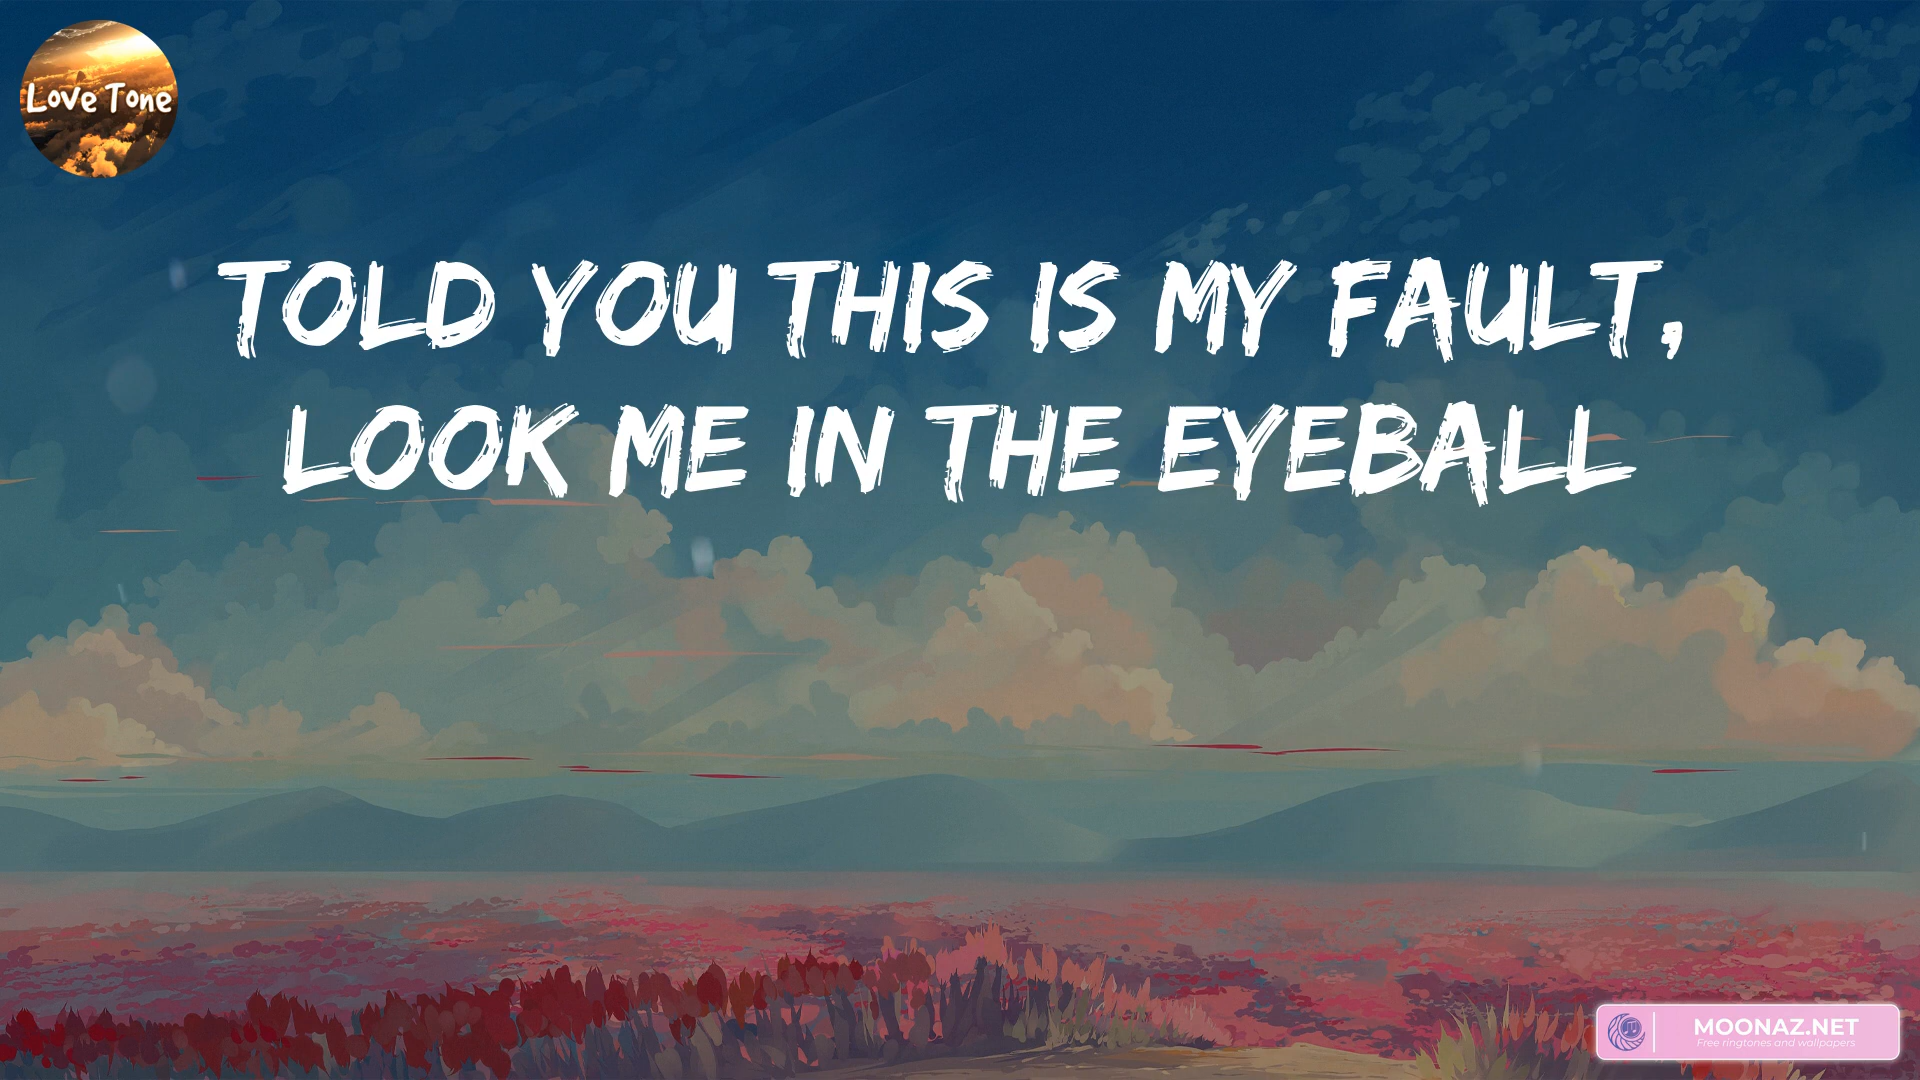 Love Tone
TOLD YOU THIS IS MY FAULT,
LOOK ME IN THE EYEBALL
MOONAZ.NET
Free ringtones and wallpapers